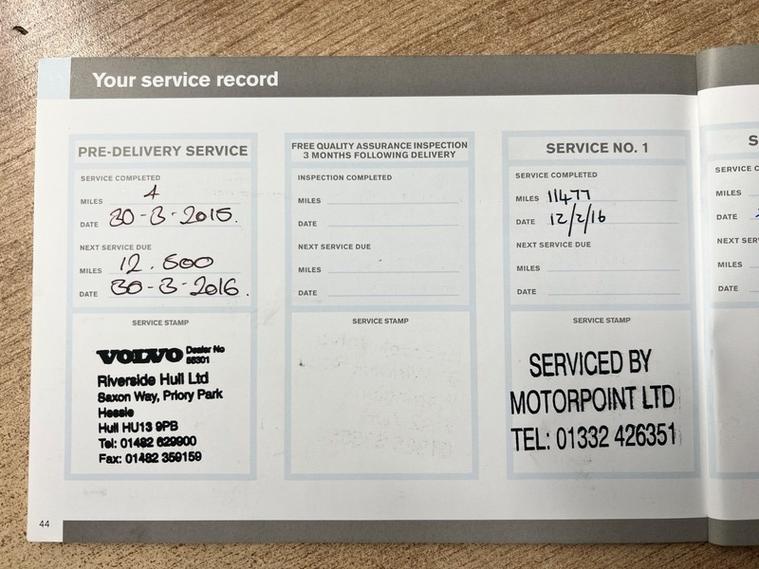 Your service record
PRE-DELIVERY SERVICE
SERVICE COMPLETED
MILES 4
DATE 30-3-2015.
NEXT SERVICE DUE
MILES 12.500
DATE 30-3-2016.
SERVICE STAMP
VOLVO Dealer No
Riverside Hull Ltd
Saxon Way, Priory Park
Hessle
Hull HU13 9PB
Tel: 01482 629900
Fax: 01482 359159
FREE QUALITY ASSURANCE INSPECTION
3 MONTHS FOLLOWING DELIVERY
INSPECTION COMPLETED
MILES
DATE
NEXT SERVICE DUE
MILES
DATE
SERVICE STAMP
SERVICE NO. 1
SERVICE COMPLETED
MILES 11477
DATE 12/2/16
NEXT SERVICE DUE
MILES
DATE
SERVICE STAMP
SERVICED BY
MOTORPOINT LTD
TEL: 01332 426351
S
SERVICE C
MILES
DATE
NEXT SER
MILES
DATE
44